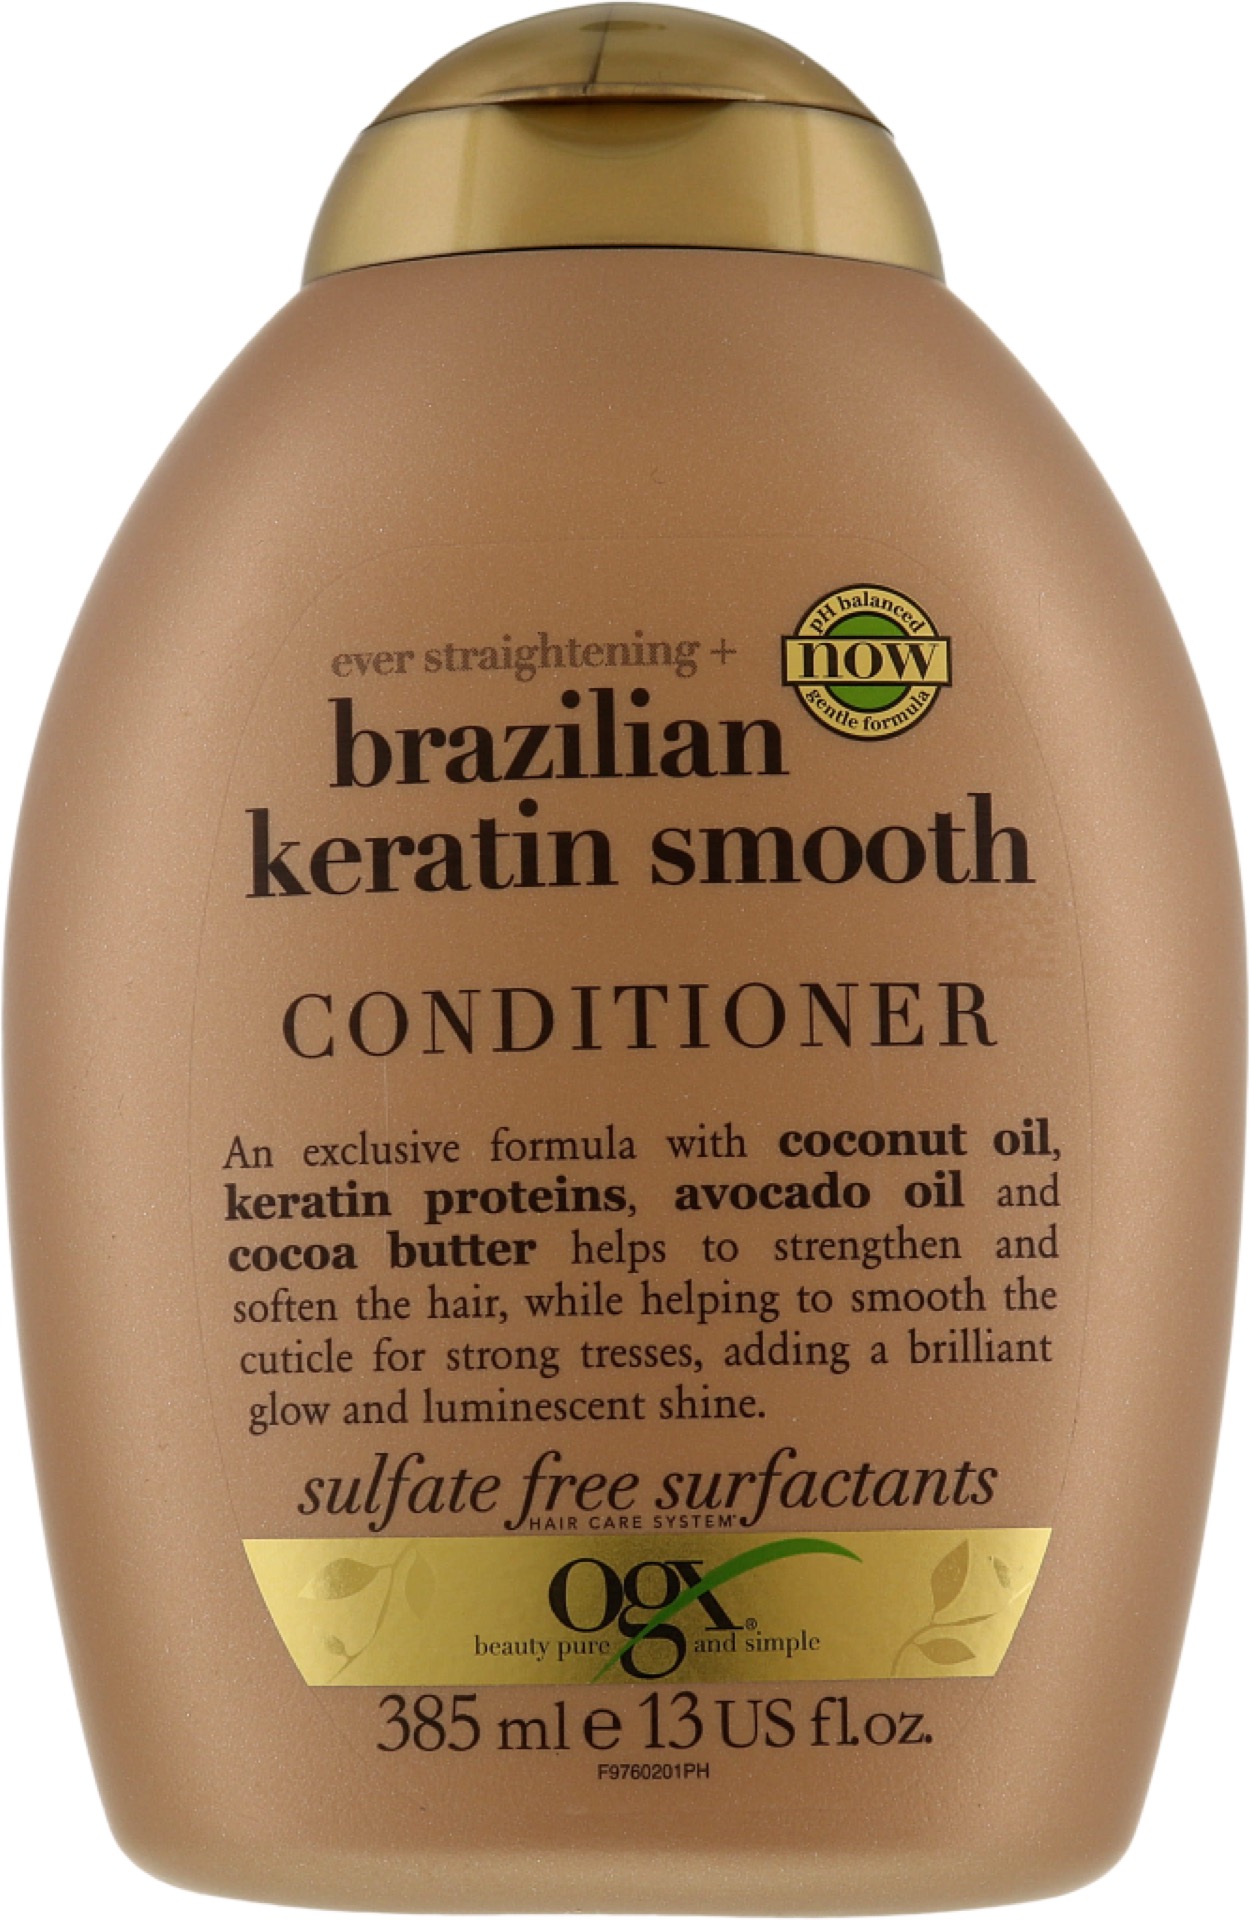 pH balanced
now
gentle formula
ever straightening +
brazilian
keratin smooth
CONDITIONER
An exclusive formula with coconut oil,
keratin proteins, avocado oil and
cocoa butter helps to strengthen and
soften the hair, while helping to smooth the
cuticle for strong tresses, adding a brilliant
glow and luminescent shine.
sulfate free surfactants
HAIR CARE SYSTEM™
ogx®
beauty pure and simple
385 ml e 13 US fl.oz.
F9760201PH